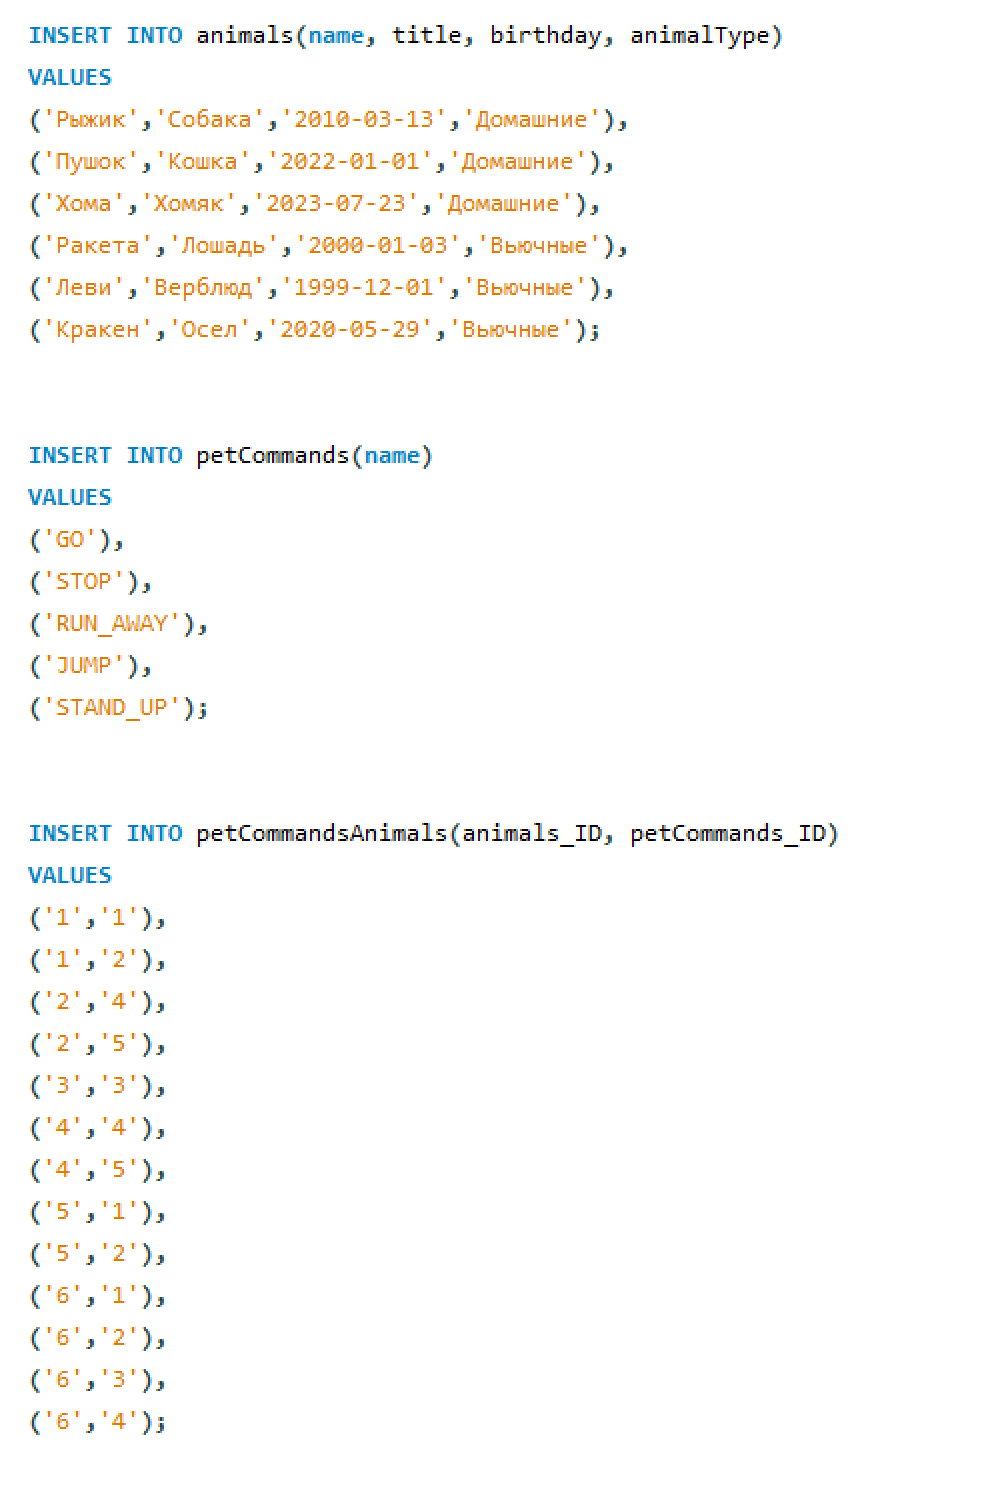 INSERT INTO animals(name, title, birthday, animalType)
VALUES
('Рыжик','Собака','2010-03-13','Домашние'),
('Пушок','Кошка','2022-01-01','Домашние'),
('Хома','Хомяк','2023-07-23','Домашние'),
('Ракета','Лошадь','2000-01-03','Вьючные'),
('Леви','Верблюд','1999-12-01','Вьючные'),
('Кракен','Осел','2020-05-29','Вьючные');
INSERT INTO petCommands(name)
VALUES
('GO'),
('STOP'),
('RUN_AWAY'),
('JUMP'),
('STAND_UP');
INSERT INTO petCommandsAnimals(animals_ID, petCommands_ID)
VALUES
('1','1'),
('1','2'),
('2','4'),
('2','5'),
('3','3'),
('4','4'),
('4','5'),
('5','1'),
('5','2'),
('6','1'),
('6','2'),
('6','3'),
('6','4');